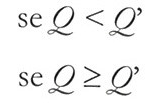 se Q < Q’
se Q ≥ Q’